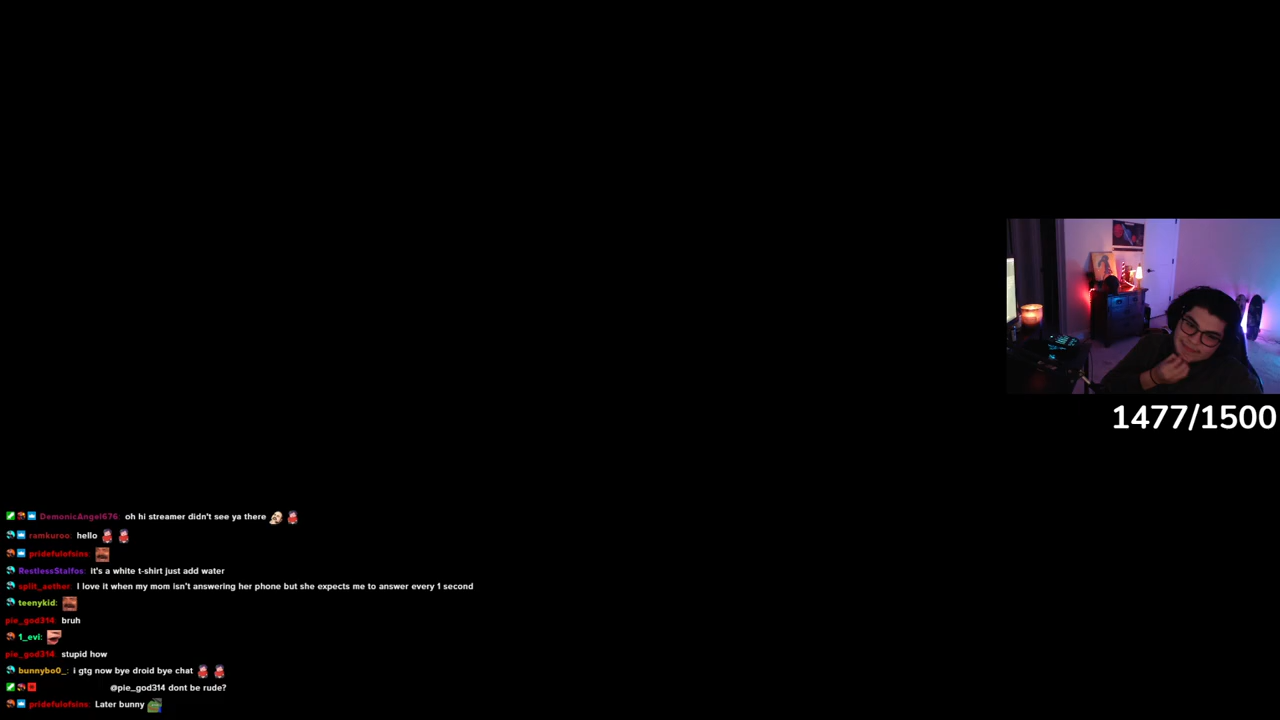 1477/1500
DemonicAngel676: oh hi streamer didn't see ya there
ramkuroo: hello
pridefulofsins:
RestlessStalfos: it's a white t-shirt just add water
split_aether: I love it when my mom isn't answering her phone but she expects me to answer every 1 second
teenykid:
pie_god314 bruh
1_evi:
pie_god314 stupid how
bunnybo0_: i gtg now bye droid bye chat
@pie_god314 dont be rude?
pridefulofsins: Later bunny